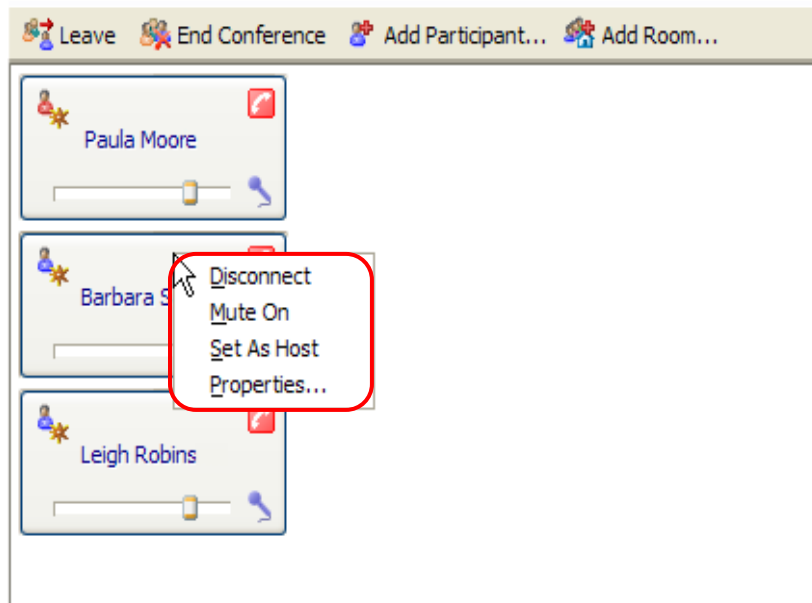 Leave End Conference Add Participant... Add Room...
Paula Moore
Barbara S
Disconnect
Mute On
Set As Host
Properties...
Leigh Robins